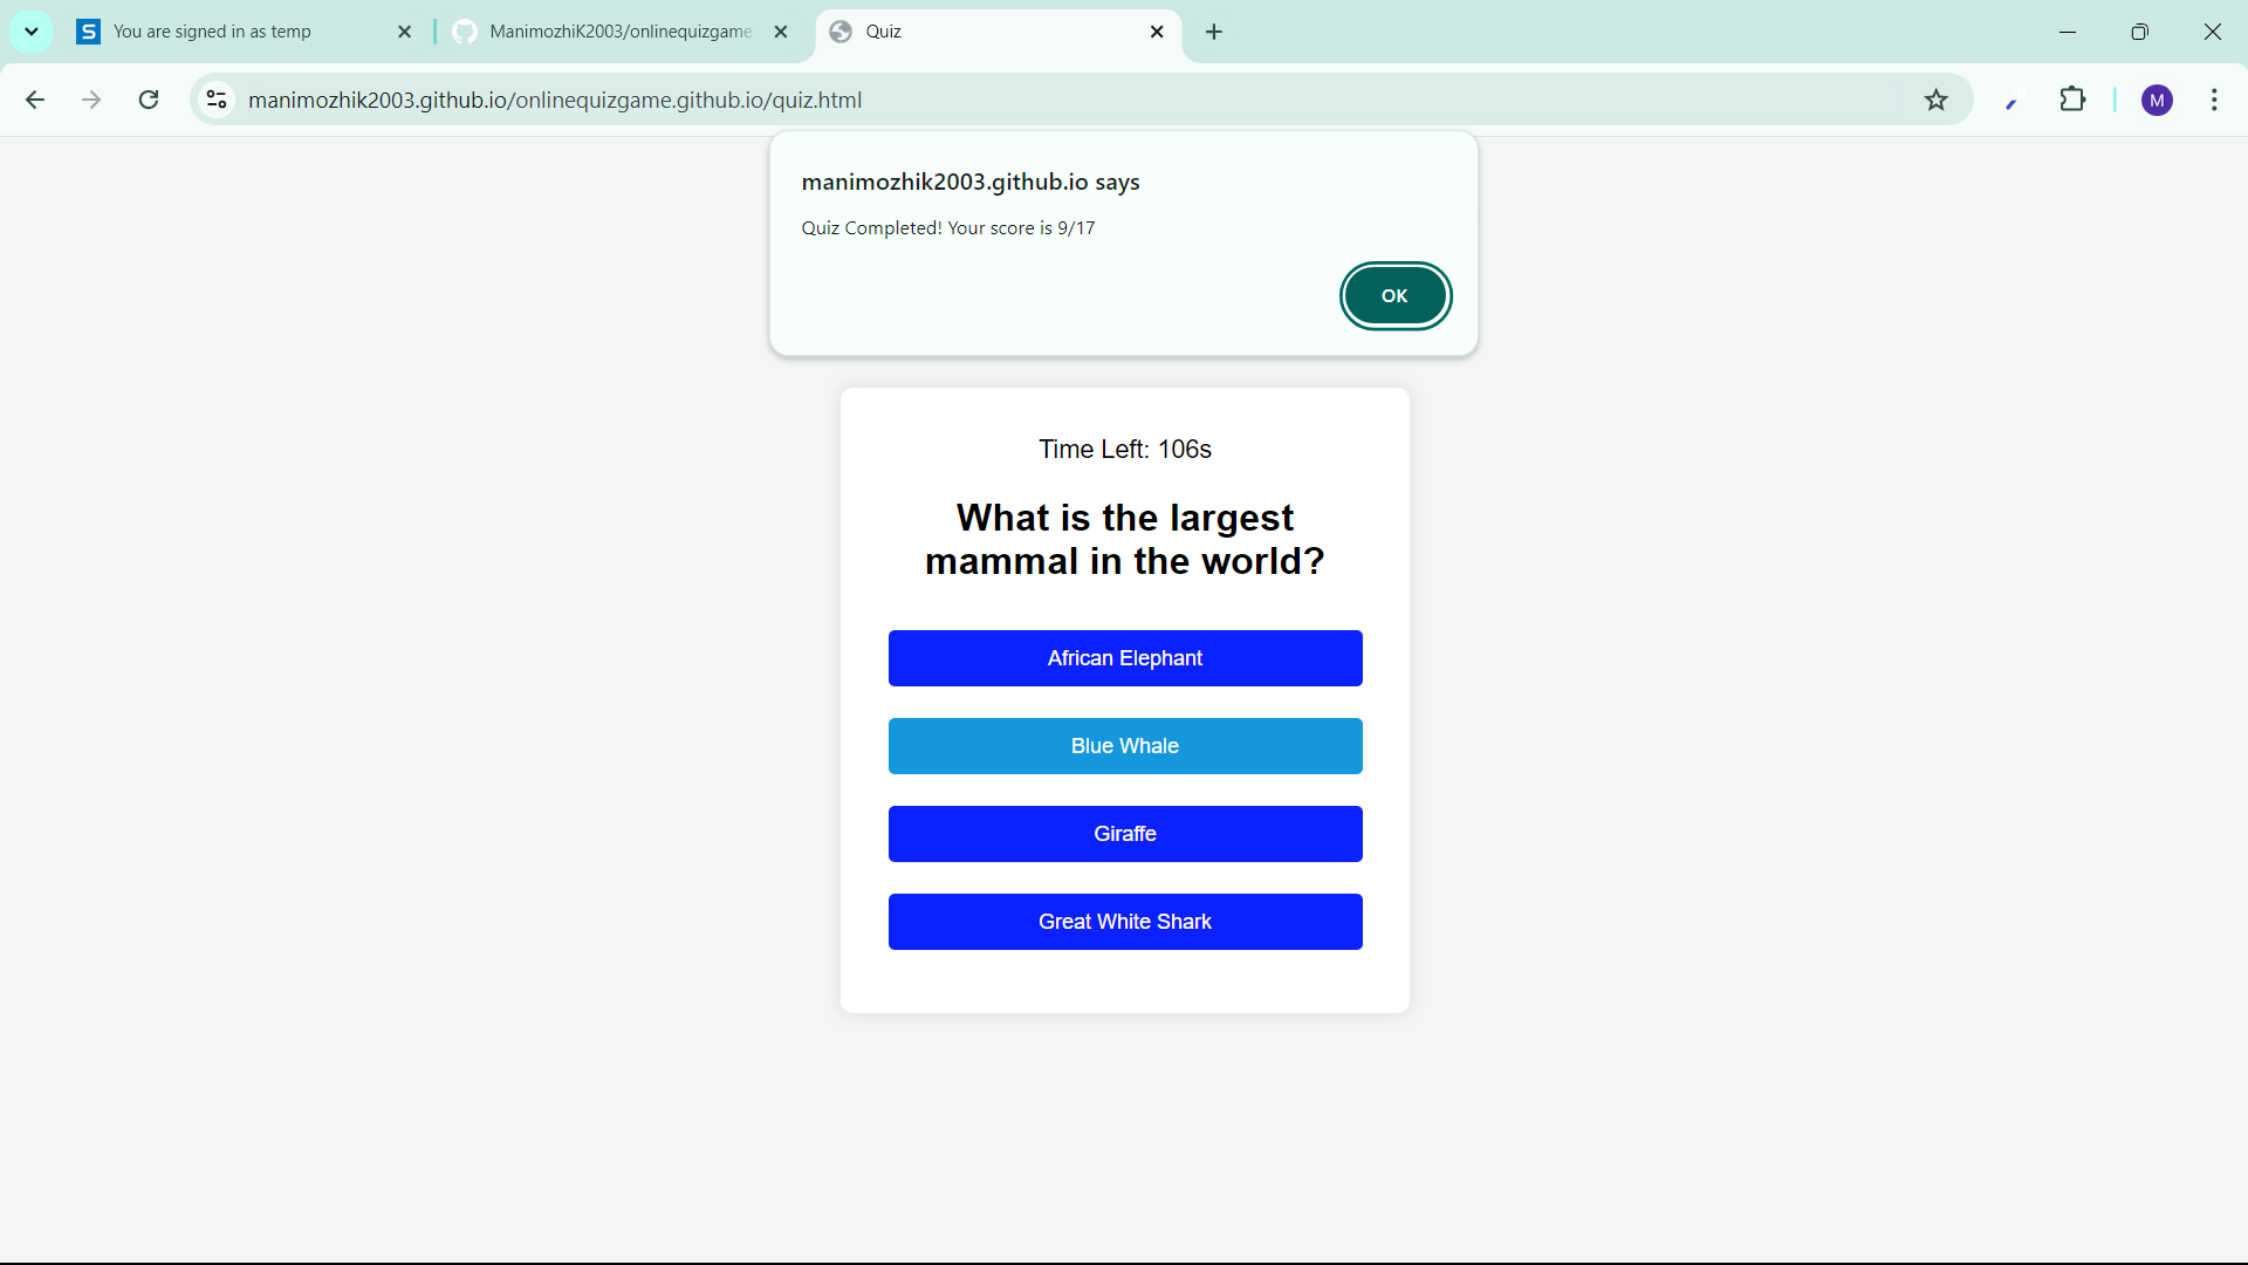 You are signed in as temp
ManimozhiK2003/onlinequizgame
Quiz
manimozhik2003.github.io/onlinequizgame.github.io/quiz.html
M
manimozhik2003.github.io says
Quiz Completed! Your score is 9/17
OK
Time Left: 106s
What is the largest
mammal in the world?
African Elephant
Blue Whale
Giraffe
Great White Shark